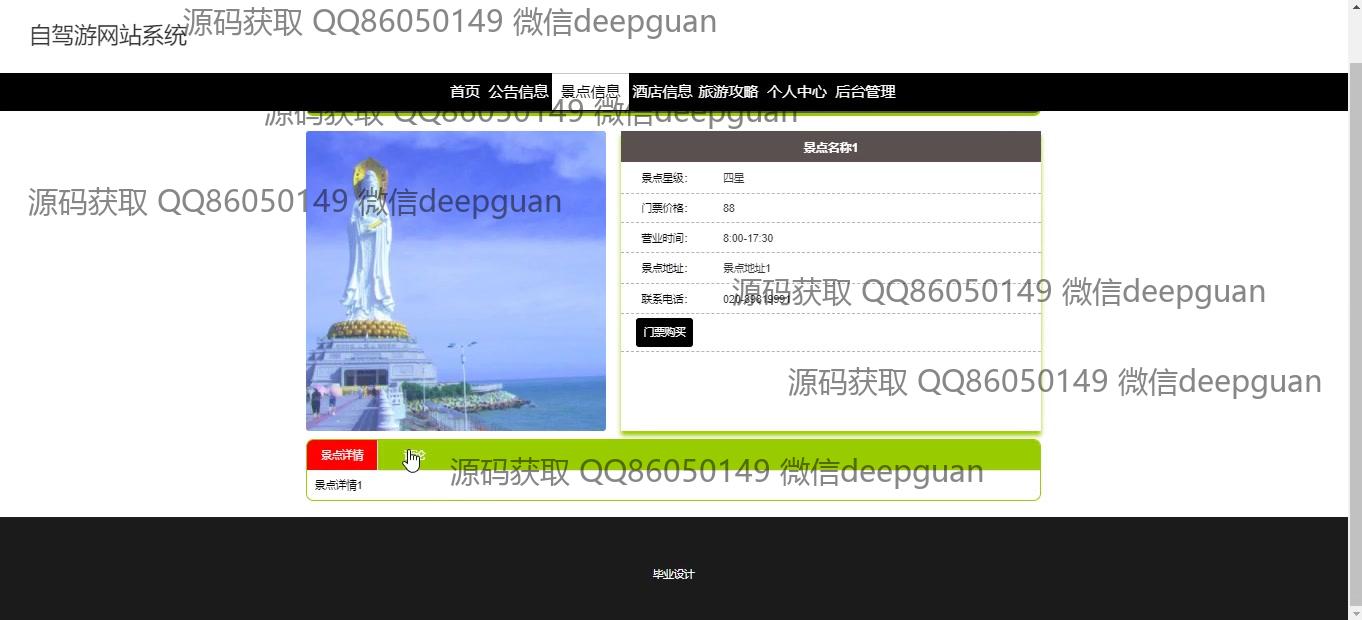 源码获取 QQ86050149 微信deepguan
自驾游网站系统
首页 公告信息 景点信息 酒店信息 旅游攻略 个人中心 后台管理
源码获取 QQ86050149 微信deepguan
景点名称1
景点星级： 四星
源码获取 QQ86050149 微信deepguan
门票价格： 88
营业时间： 8:00-17:30
景点地址： 景点地址1
源码获取 QQ86050149 微信deepguan
联系电话： 020-89819991
门票购买
源码获取 QQ86050149 微信deepguan
景点详情 评论
源码获取 QQ86050149 微信deepguan
景点详情1
毕业设计